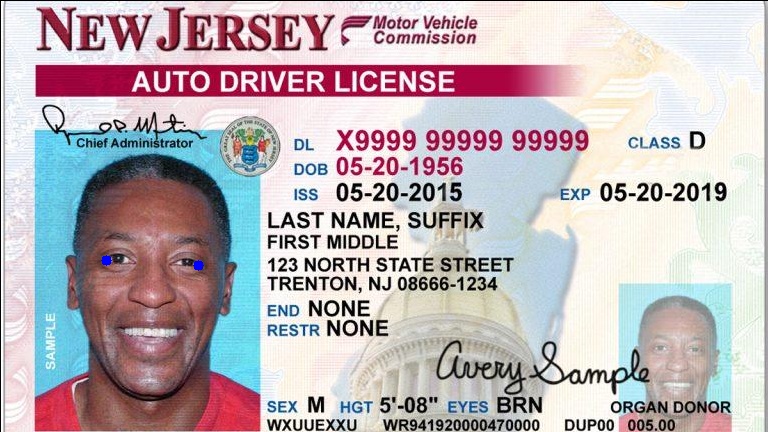 NEW JERSEY Motor Vehicle
Commission
AUTO DRIVER LICENSE
Chief Administrator
DL X9999 99999 99999 CLASS D
DOB 05-20-1956
ISS 05-20-2015 EXP 05-20-2019
LAST NAME, SUFFIX
FIRST MIDDLE
123 NORTH STATE STREET
TRENTON, NJ 08666-1234
END NONE
RESTR NONE
SAMPLE
Avery Sample
SEX M HGT 5'-08" EYES BRN ORGAN DONOR
WXUUEXXU WR941920000470000 DUP00 005.00